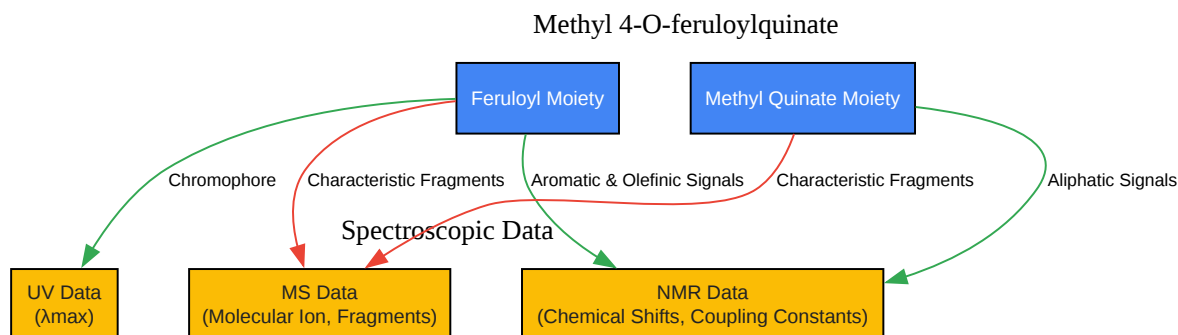 Methyl 4-O-feruloylquinate
Feruloyl Moiety
Methyl Quinate Moiety
Chromophore
Characteristic Fragments
Aromatic & Olefinic Signals
Characteristic Fragments
Aliphatic Signals
Spectroscopic Data
UV Data
(λmax)
MS Data
(Molecular Ion, Fragments)
NMR Data
(Chemical Shifts, Coupling Constants)